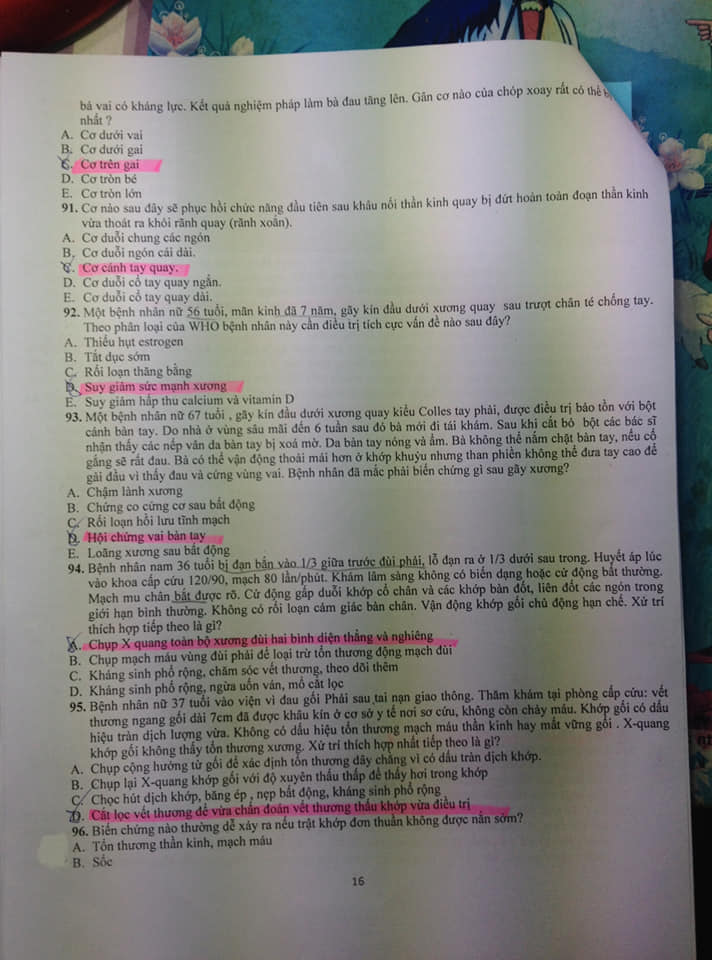 bả vai có kháng lực. Kết quả nghiệm pháp làm bà đau tăng lên. Gân cơ nào của chóp xoay rất có thể
nhất ?
A. Cơ dưới vai
B. Cơ dưới gai
C. Cơ trên gai
D. Cơ tròn bé
E. Cơ tròn lớn
91. Cơ nào sau đây sẽ phục hồi chức năng đầu tiên sau khâu nối thần kinh quay bị đứt hoàn toàn đoạn thần kinh
vừa thoát ra khỏi rãnh quay (rãnh xoắn).
A. Cơ duỗi chung các ngón
B. Cơ duỗi ngón cái dài.
C. Cơ cánh tay quay.
D. Cơ duỗi cổ tay quay ngắn.
E. Cơ duỗi cổ tay quay dài.
92. Một bệnh nhân nữ 56 tuổi, mãn kinh đã 7 năm, gãy kín đầu dưới xương quay sau trượt chân té chống tay.
Theo phân loại của WHO bệnh nhân này cần điều trị tích cực vấn đề nào sau đây?
A. Thiếu hụt estrogen
B. Tắt dục sớm
C. Rối loạn thăng bằng
D. Suy giảm sức mạnh xương
E. Suy giảm hấp thu calcium và vitamin D
93. Một bệnh nhân nữ 67 tuổi , gãy kín đầu dưới xương quay kiểu Colles tay phải, được điều trị bảo tồn với bột
cánh bàn tay. Do nhà ở vùng sâu mãi đến 6 tuần sau đó bà mới đi tái khám. Sau khi cắt bỏ bột các bác sĩ
nhận thấy các nếp vân da bàn tay bị xoá mờ. Da bàn tay nóng và ẩm. Bà không thể nắm chặt bàn tay, nếu cố
gắng sẽ rất đau. Bà có thể vận động thoải mái hơn ở khớp khuỷu nhưng than phiền không thể đưa tay cao để
gải đầu vì thấy đau và cứng vùng vai. Bệnh nhân đã mắc phải biến chứng gì sau gãy xương?
A. Chậm lành xương
B. Chứng co cứng cơ sau bất động
C. Rối loạn hồi lưu tĩnh mạch
D. Hội chứng vai bàn tay
E. Loãng xương sau bất động
94. Bệnh nhân nam 36 tuổi bị đạn bắn vào 1/3 giữa trước đùi phải, lỗ đạn ra ở 1/3 dưới sau trong. Huyết áp lúc
vào khoa cấp cứu 120/90, mạch 80 lần/phút. Khám lâm sàng không có biến dạng hoặc cử động bất thường.
Mạch mu chân bắt được rõ. Cử động gấp duỗi khớp cổ chân và các khớp bàn đốt, liên đốt các ngón trong
giới hạn bình thường. Không có rối loạn cảm giác bàn chân. Vận động khớp gối chủ động hạn chế. Xử trí
thích hợp tiếp theo là gì?
A. Chụp X quang toàn bộ xương đùi hai bình diện thẳng và nghiêng
B. Chụp mạch máu vùng đùi phải để loại trừ tổn thương động mạch đùi
C. Kháng sinh phổ rộng, chăm sóc vết thương, theo dõi thêm
D. Kháng sinh phổ rộng, ngừa uốn ván, mổ cắt lọc
95. Bệnh nhân nữ 37 tuổi vào viện vì đau gối Phải sau tai nạn giao thông. Thăm khám tại phòng cấp cứu: vết
thương ngang gối dài 7cm đã được khâu kín ở cơ sở y tế nơi sơ cứu, không còn chảy máu. Khớp gối có dấu
hiệu tràn dịch lượng vừa. Không có dấu hiệu tổn thương mạch máu thần kinh hay mất vững gối . X-quang
khớp gối không thấy tổn thương xương. Xử trí thích hợp nhất tiếp theo là gì?
A. Chụp cộng hưởng từ gối để xác định tổn thương dây chằng vì có dấu tràn dịch khớp.
B. Chụp lại X-quang khớp gối với độ xuyên thấu thấp để thấy hơi trong khớp
C. Chọc hút dịch khớp, băng ép , nẹp bất động, kháng sinh phổ rộng
D. Cắt lọc vết thương để vừa chẩn đoán vết thương thấu khớp vừa điều trị
96. Biến chứng nào thường dễ xảy ra nếu trật khớp đơn thuần không được nắn sớm?
A. Tổn thương thần kinh, mạch máu
B. Sốc
16